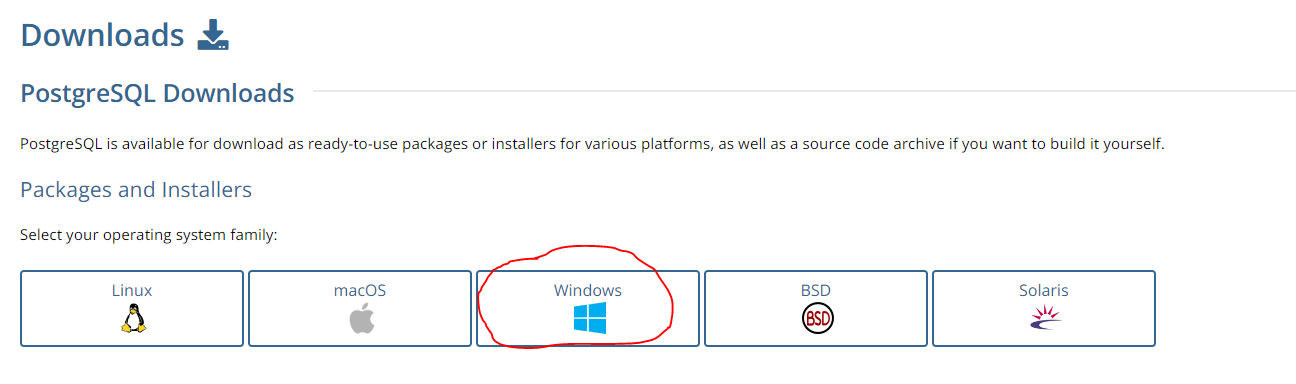 Downloads
PostgreSQL Downloads
PostgreSQL is available for download as ready-to-use packages or installers for various platforms, as well as a source code archive if you want to build it yourself.
Packages and Installers
Select your operating system family:
Linux
macOS
Windows
BSD
Solaris
BSD